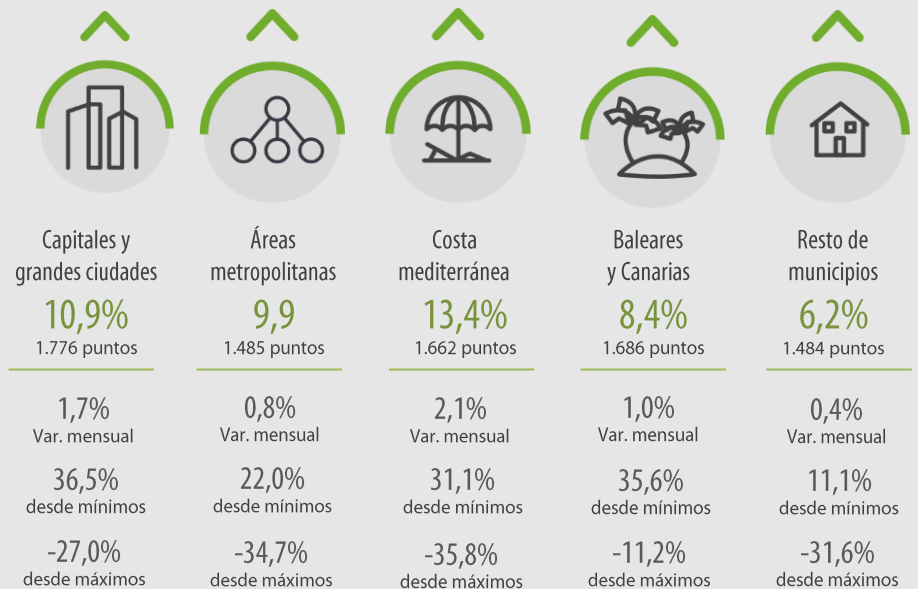 Capitales y
grandes ciudades
10,9%
1.776 puntos
1,7%
Var. mensual
36,5%
desde mínimos
-27,0%
desde máximos
Áreas
metropolitanas
9,9
1.485 puntos
0,8%
Var. mensual
22,0%
desde mínimos
-34,7%
desde máximos
Costa
mediterránea
13,4%
1.662 puntos
2,1%
Var. mensual
31,1%
desde mínimos
-35,8%
desde máximos
Baleares
y Canarias
8,4%
1.686 puntos
1,0%
Var. mensual
35,6%
desde mínimos
-11,2%
desde máximos
Resto de
municipios
6,2%
1.484 puntos
0,4%
Var. mensual
11,1%
desde mínimos
-31,6%
desde máximos